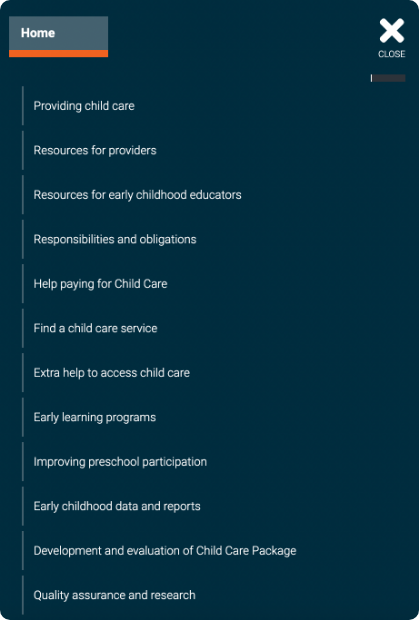 Home
CLOSE
Providing child care
Resources for providers
Resources for early childhood educators
Responsibilities and obligations
Help paying for Child Care
Find a child care service
Extra help to access child care
Early learning programs
Improving preschool participation
Early childhood data and reports
Development and evaluation of Child Care Package
Quality assurance and research